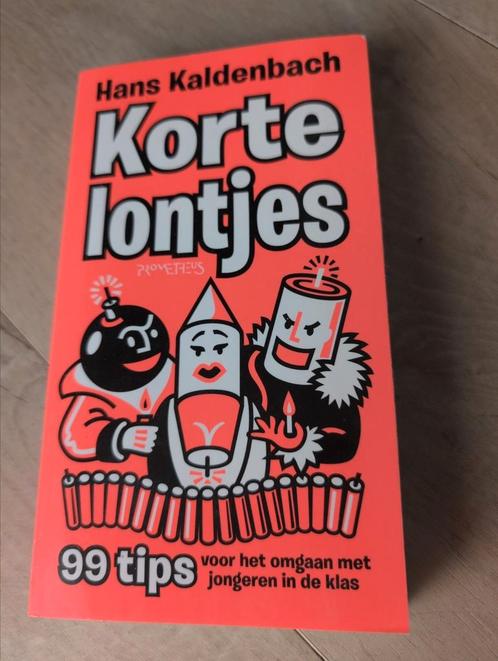 Hans Kaldenbach
Korte
lontjes
PROMETHEUS
99 tips voor het omgaan met
jongeren in de klas